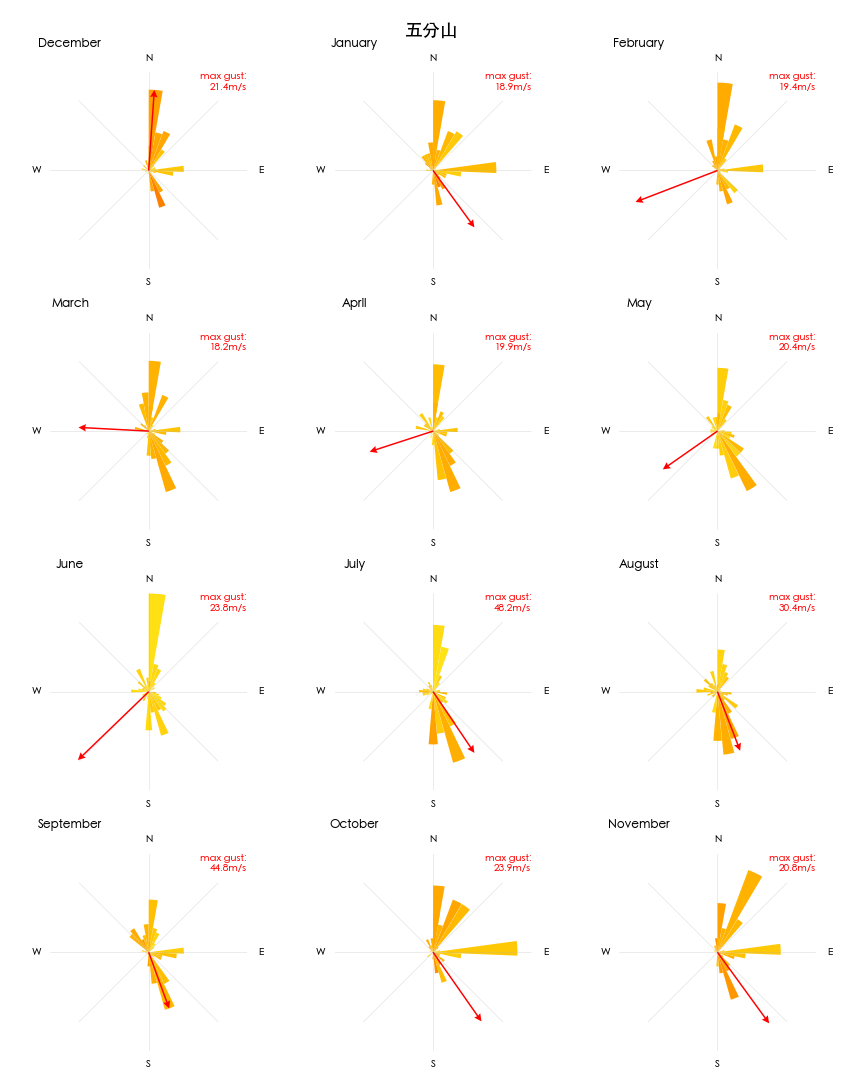 五分山
December
January
February
N
N
N
max gust:
21.4m/s
max gust:
18.9m/s
max gust:
19.4m/s
W
E
W
E
W
E
S
S
S
March
April
May
N
N
N
max gust:
18.2m/s
max gust:
19.9m/s
max gust:
20.4m/s
W
E
W
E
W
E
S
S
S
June
July
August
N
N
N
max gust:
23.8m/s
max gust:
48.2m/s
max gust:
30.4m/s
W
E
W
E
W
E
S
S
S
September
October
November
N
N
N
max gust:
44.8m/s
max gust:
23.9m/s
max gust:
20.8m/s
W
E
W
E
W
E
S
S
S